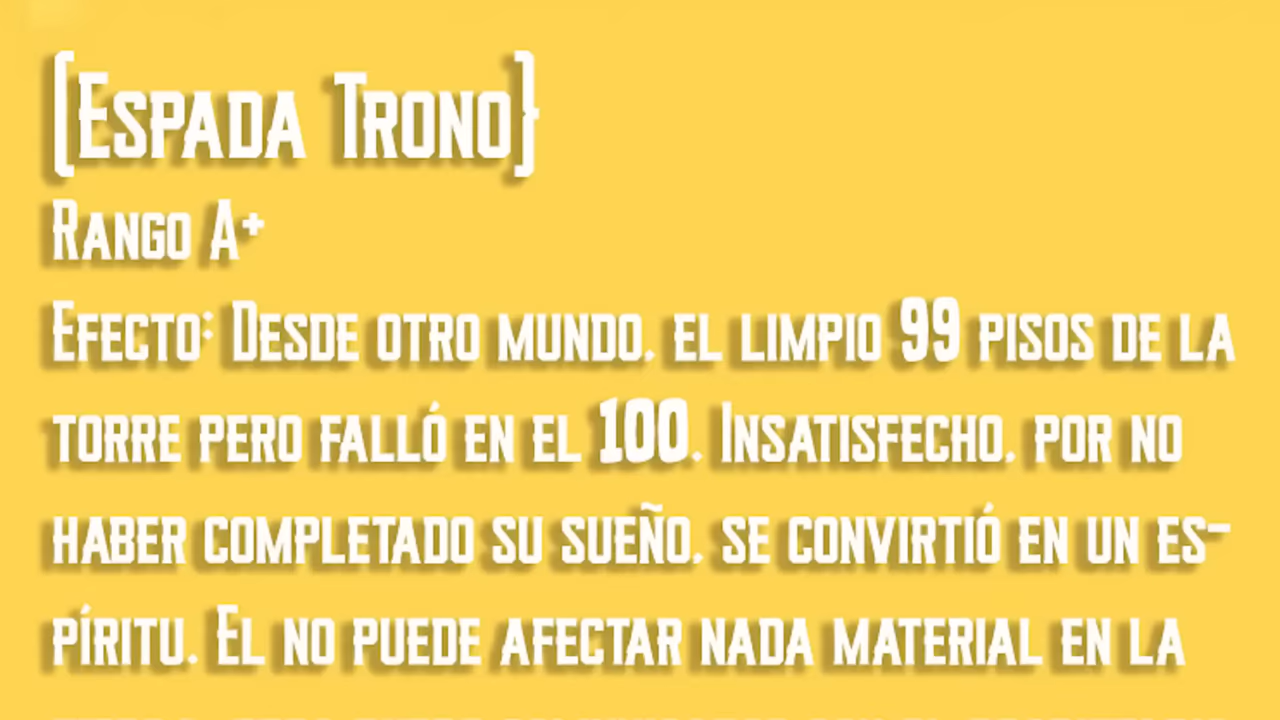 [Espada Trono}
Rango A+
Efecto: Desde otro mundo, el limpio 99 pisos de la
torre pero falló en el 100. Insatisfecho, por no
haber completado su sueño, se convirtió en un es-
píritu. El no puede afectar nada material en la